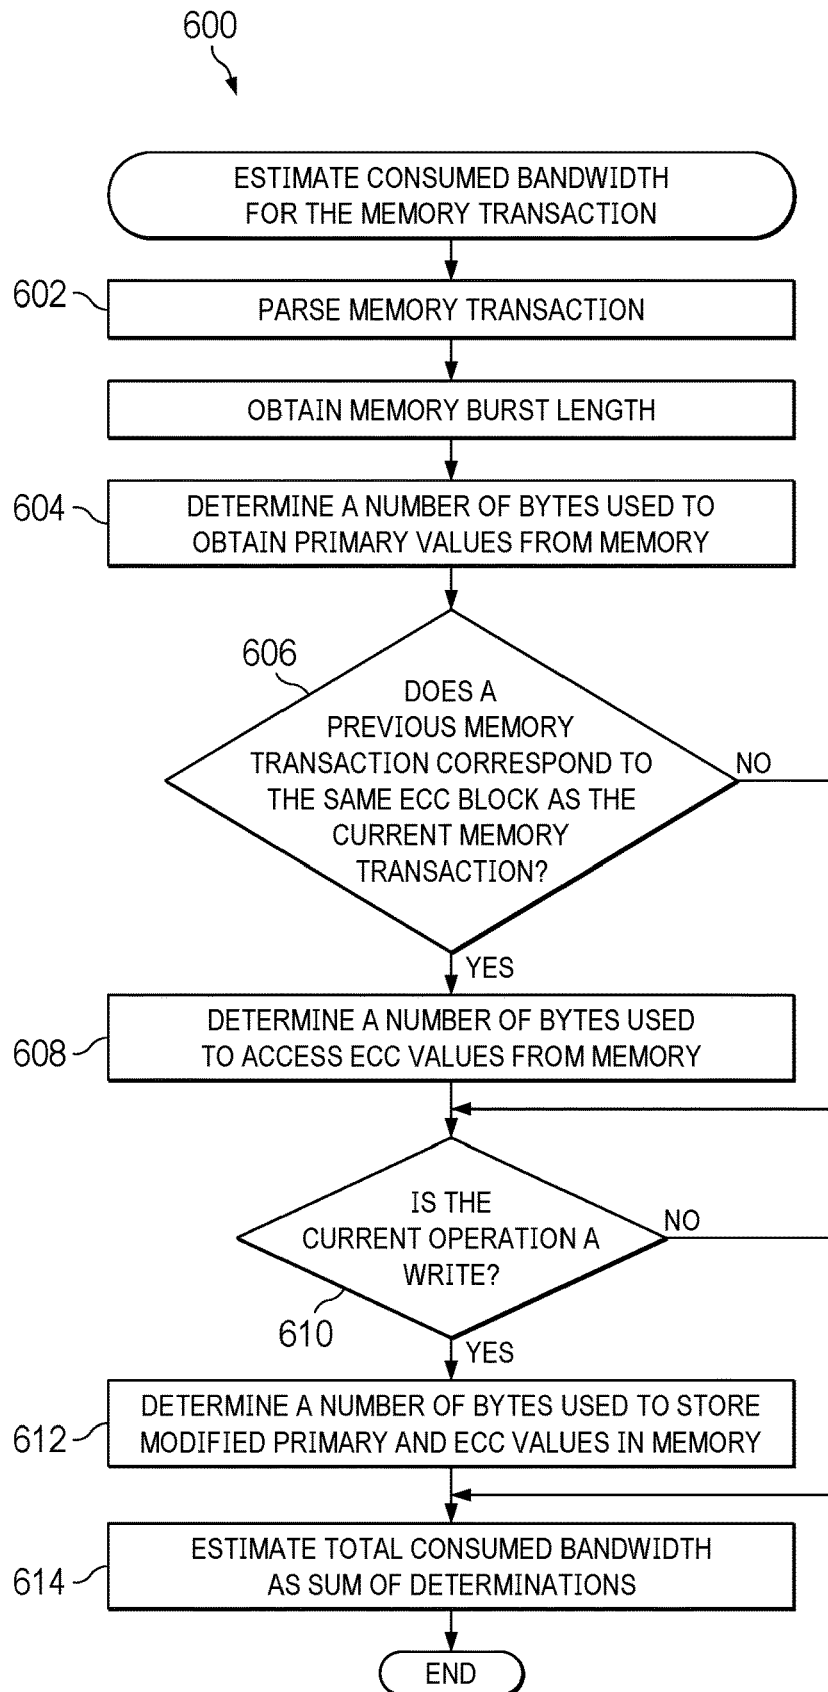 600
ESTIMATE CONSUMED BANDWIDTH
FOR THE MEMORY TRANSACTION
602
PARSE MEMORY TRANSACTION
OBTAIN MEMORY BURST LENGTH
604
DETERMINE A NUMBER OF BYTES USED TO
OBTAIN PRIMARY VALUES FROM MEMORY
606
DOES A
PREVIOUS MEMORY
TRANSACTION CORRESPOND TO
THE SAME ECC BLOCK AS THE
CURRENT MEMORY
TRANSACTION?
NO
YES
608
DETERMINE A NUMBER OF BYTES USED
TO ACCESS ECC VALUES FROM MEMORY
IS THE
CURRENT OPERATION A
WRITE?
NO
610
YES
612
DETERMINE A NUMBER OF BYTES USED TO STORE
MODIFIED PRIMARY AND ECC VALUES IN MEMORY
614
ESTIMATE TOTAL CONSUMED BANDWIDTH
AS SUM OF DETERMINATIONS
END